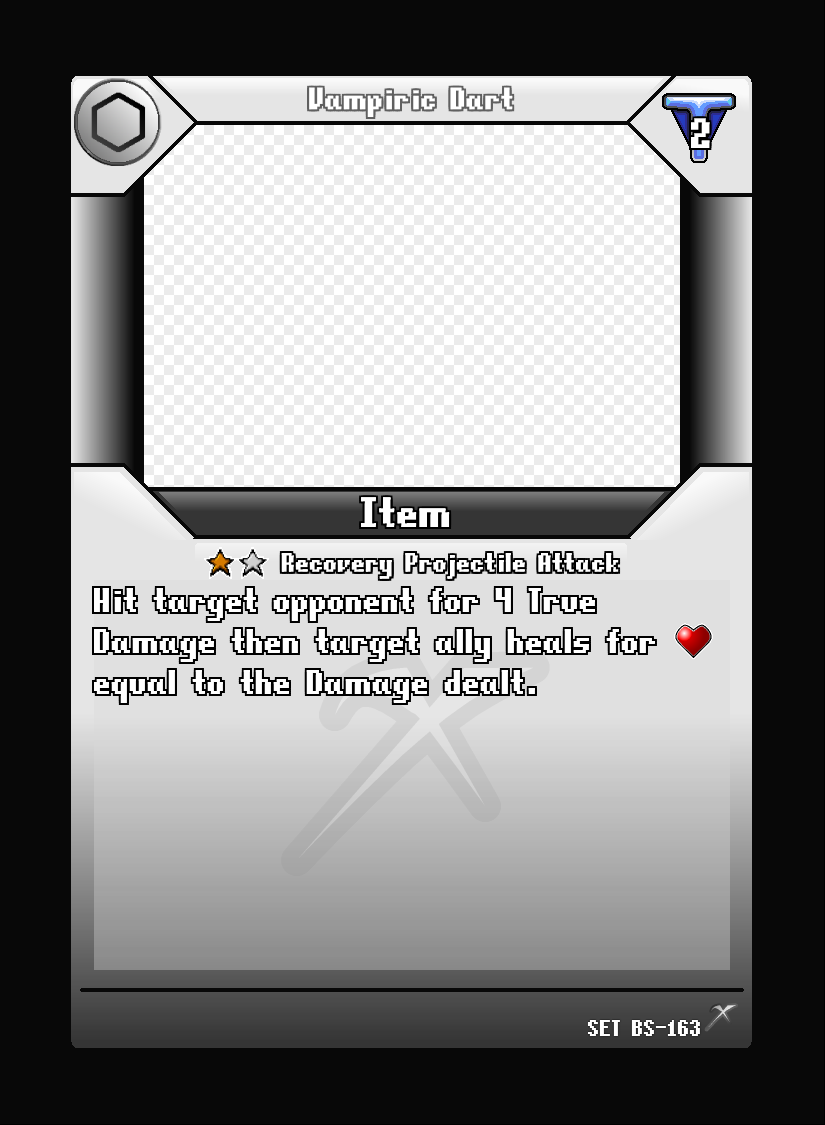 Vampiric Dart
2
Item
Recovery Projectile Attack
Hit target opponent for 4 True
Damage then target ally heals for
equal to the Damage dealt.
SET BS-163